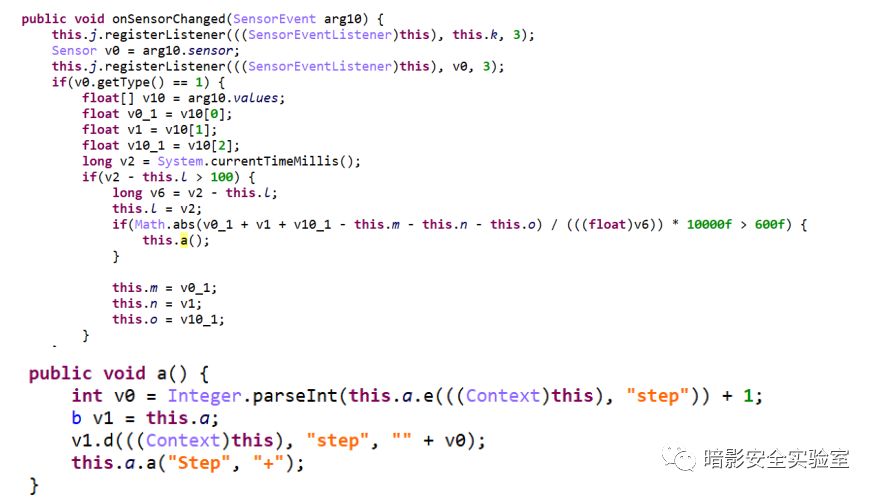 public void onSensorChanged(SensorEvent arg10) {
    this.j.registerListener(((SensorEventListener)this), this.k, 3);
    Sensor v0 = arg10.sensor;
    this.j.registerListener(((SensorEventListener)this), v0, 3);
    if(v0.getType() == 1) {
        float[] v10 = arg10.values;
        float v0_1 = v10[0];
        float v1 = v10[1];
        float v10_1 = v10[2];
        long v2 = System.currentTimeMillis();
        if(v2 - this.l > 100) {
            long v6 = v2 - this.l;
            this.l = v2;
            if(Math.abs(v0_1 + v1 + v10_1 - this.m - this.n - this.o) / (((float)v6)) * 10000f > 600f) {
                this.a();
            }
            this.m = v0_1;
            this.n = v1;
            this.o = v10_1;
        }
public void a() {
    int v0 = Integer.parseInt(this.a.e(((Context)this), "step")) + 1;
    b v1 = this.a;
    v1.d(((Context)this), "step", "" + v0);
    this.a.a("Step", "+");
}
暗影安全实验室